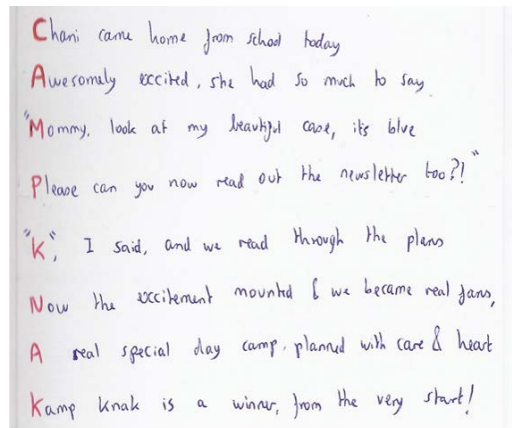 Chani came home from school today
Awesomely excited, she had so much to say
"Mommy, look at my beautiful case, it's blue
Please can you now read out the newsletter too?!"
"K", I said, and we read through the plans
Now the excitement mounted & we became real fans,
A real special day camp, planned with care & heart
Kamp Knak is a winner, from the very start!